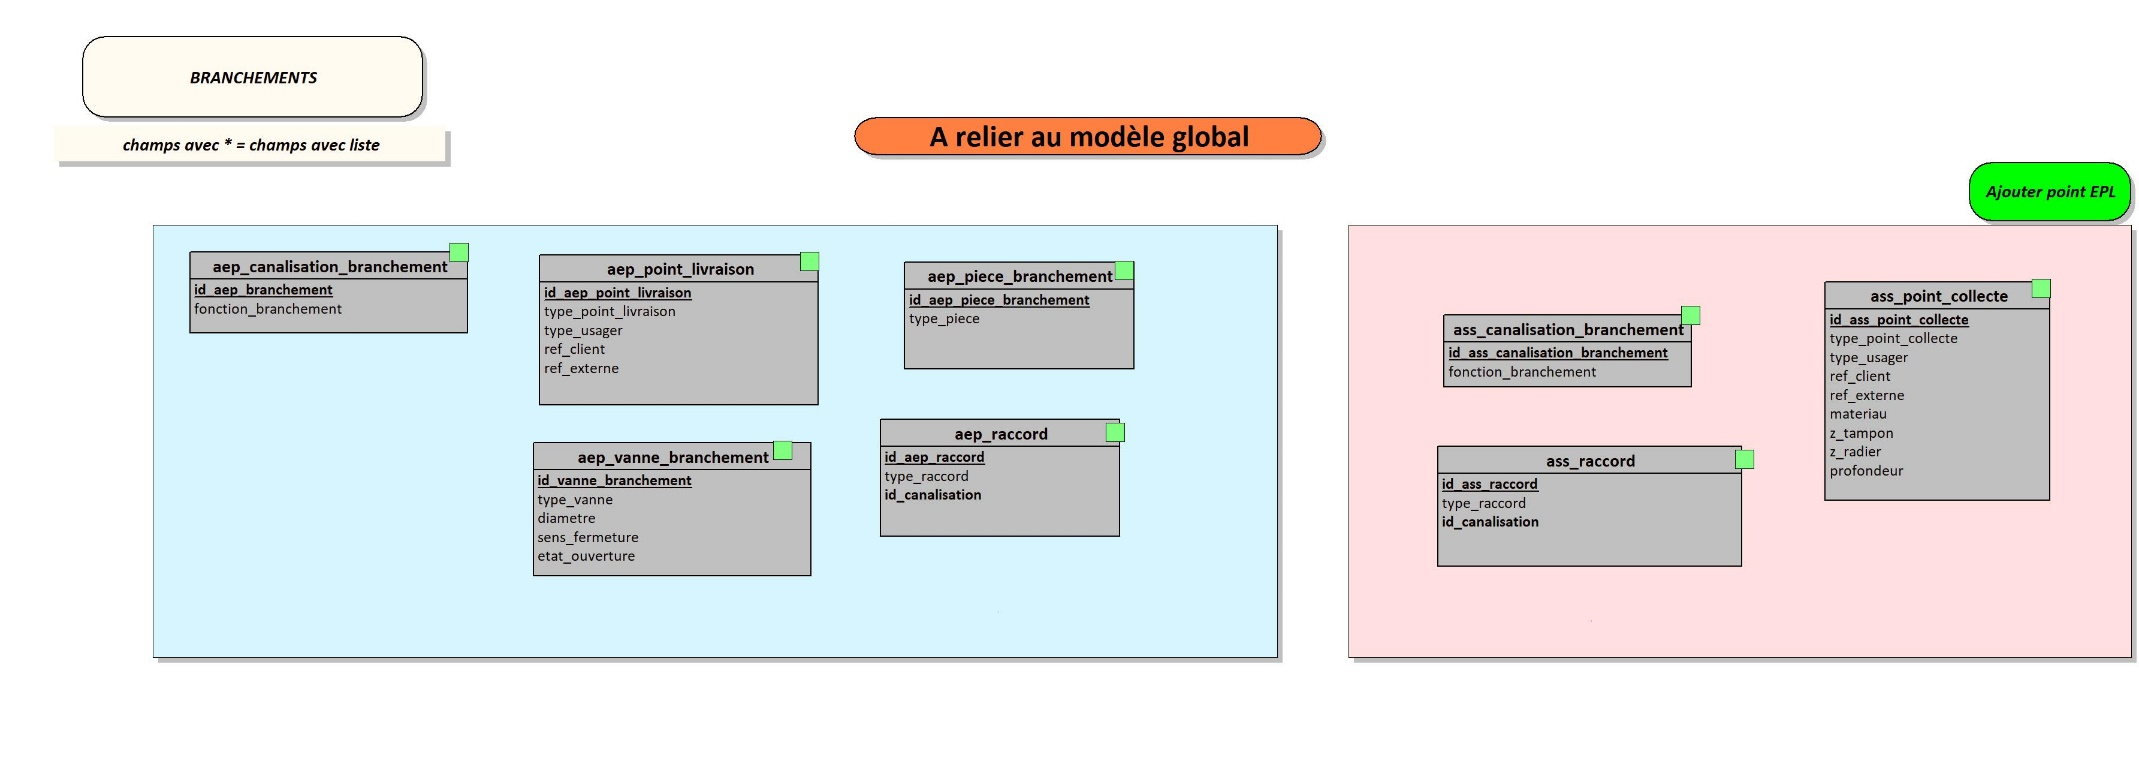 BRANCHEMENTS
champs avec * = champs avec liste
A relier au modèle global
Ajouter point EPL
aep_canalisation_branchement
id_aep_branchement
fonction_branchement
aep_point_livraison
id_aep_point_livraison
type_point_livraison
type_usager
ref_client
ref_externe
aep_piece_branchement
id_aep_piece_branchement
type_piece
aep_vanne_branchement
id_vanne_branchement
type_vanne
diametre
sens_fermeture
etat_ouverture
aep_raccord
id_aep_raccord
type_raccord
id_canalisation
ass_canalisation_branchement
id_ass_canalisation_branchement
fonction_branchement
ass_raccord
id_ass_raccord
type_raccord
id_canalisation
ass_point_collecte
id_ass_point_collecte
type_point_collecte
type_usager
ref_client
ref_externe
materiau
z_tampon
z_radier
profondeur